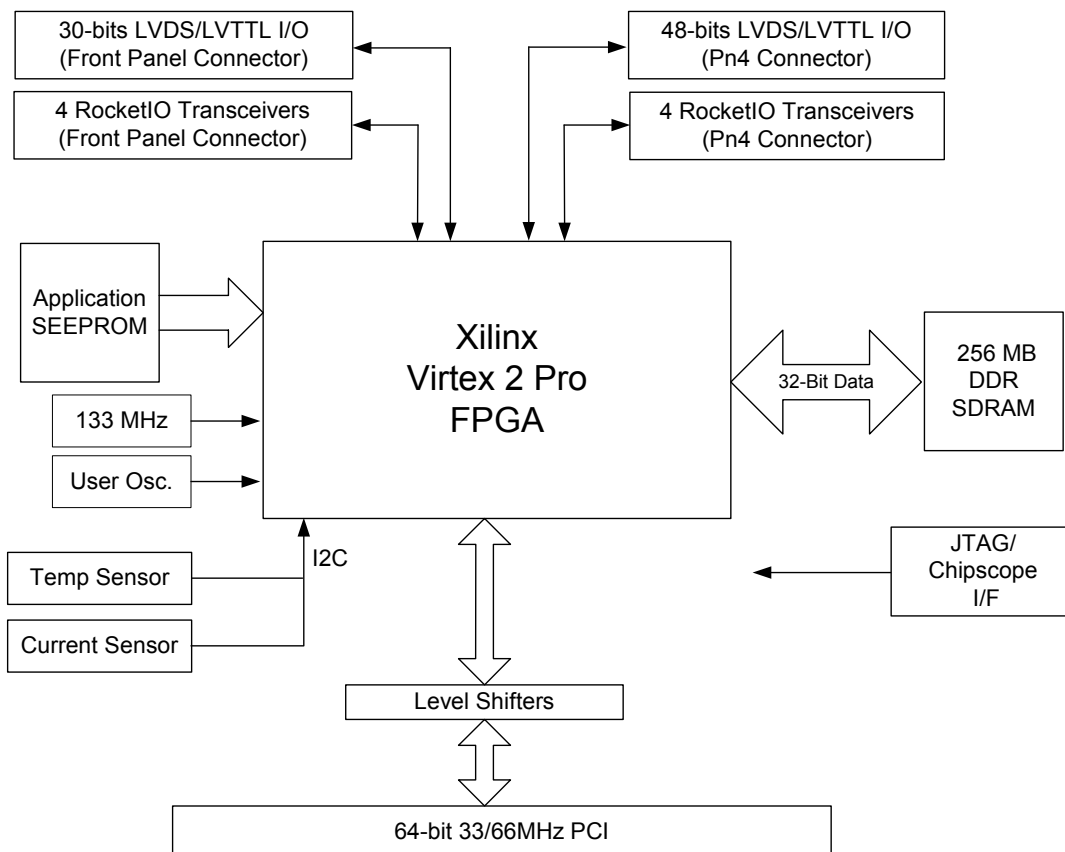 30-bits LVDS/LVTTL I/O
(Front Panel Connector)
48-bits LVDS/LVTTL I/O
(Pn4 Connector)
4 RocketIO Transceivers
(Front Panel Connector)
4 RocketIO Transceivers
(Pn4 Connector)
Application
SEEPROM
Xilinx
Virtex 2 Pro
FPGA
32-Bit Data
256 MB
DDR
SDRAM
133 MHz
User Osc.
I2C
Temp Sensor
Current Sensor
JTAG/
Chipscope
I/F
Level Shifters
64-bit 33/66MHz PCI